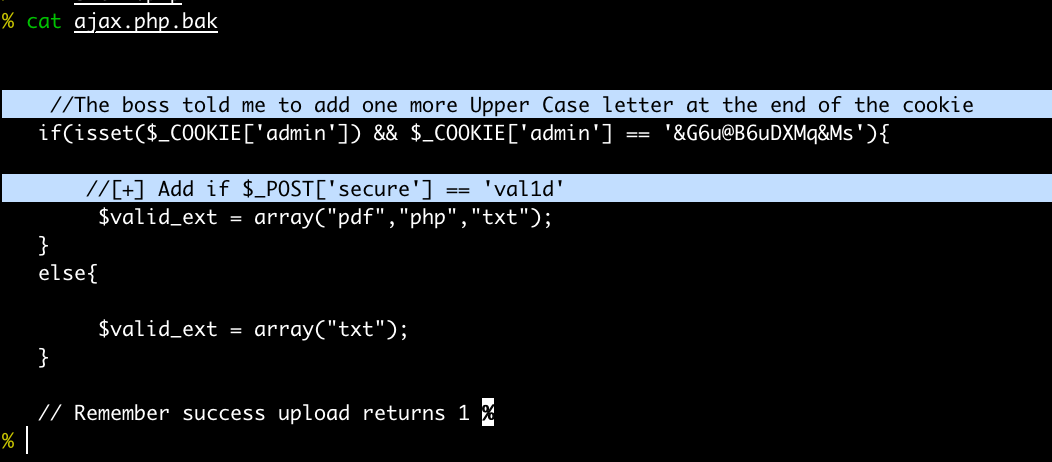 % cat ajax.php.bak
//The boss told me to add one more Upper Case letter at the end of the cookie
if(isset($_COOKIE['admin']) && $_COOKIE['admin'] == '&G6u@B6uDXMq&Ms'){
//[+] Add if $_POST['secure'] == 'val1d'
$valid_ext = array("pdf","php","txt");
}
else{
$valid_ext = array("txt");
}
// Remember success upload returns 1 %
%